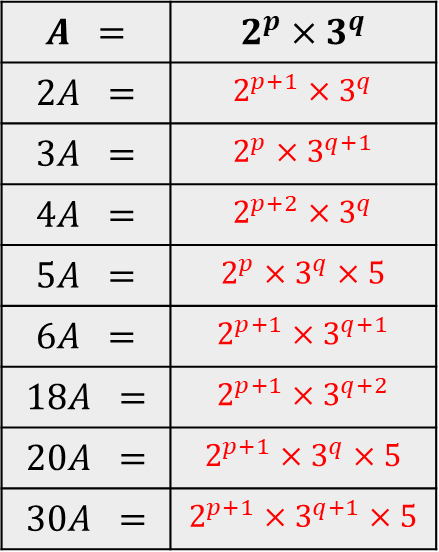 A = 2^p × 3^q
2A = 2^{p+1} × 3^q
3A = 2^p × 3^{q+1}
4A = 2^{p+2} × 3^q
5A = 2^p × 3^q × 5
6A = 2^{p+1} × 3^{q+1}
18A = 2^{p+1} × 3^{q+2}
20A = 2^{p+1} × 3^q × 5
30A = 2^{p+1} × 3^{q+1} × 5